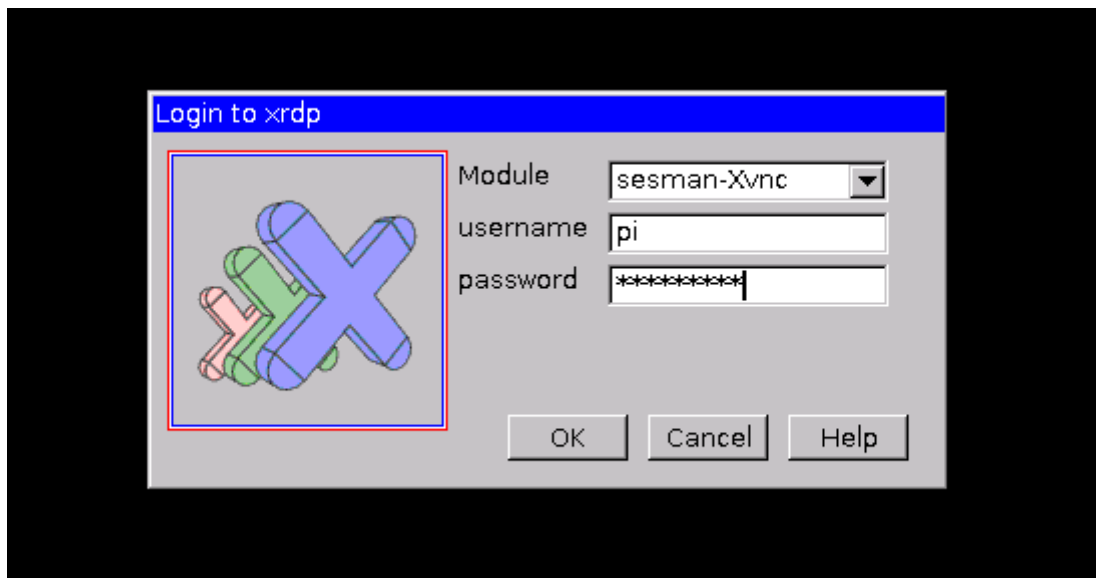 Login to xrdp
Module sesman-Xvnc
username pi
password *********
OK Cancel Help